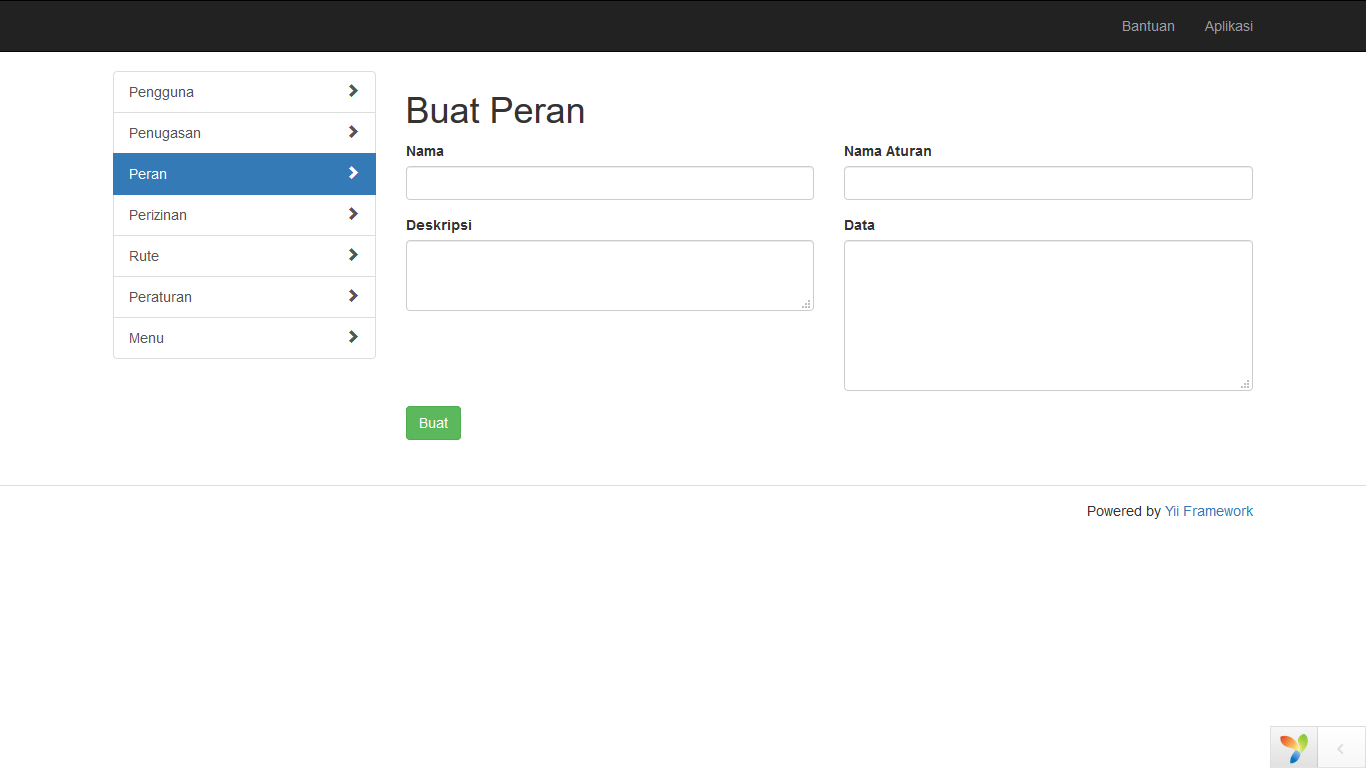 Bantuan Aplikasi
Pengguna
Penugasan
Peran
Perizinan
Rute
Peraturan
Menu
Buat Peran
Nama
Nama Aturan
Deskripsi
Data
Buat
Powered by Yii Framework